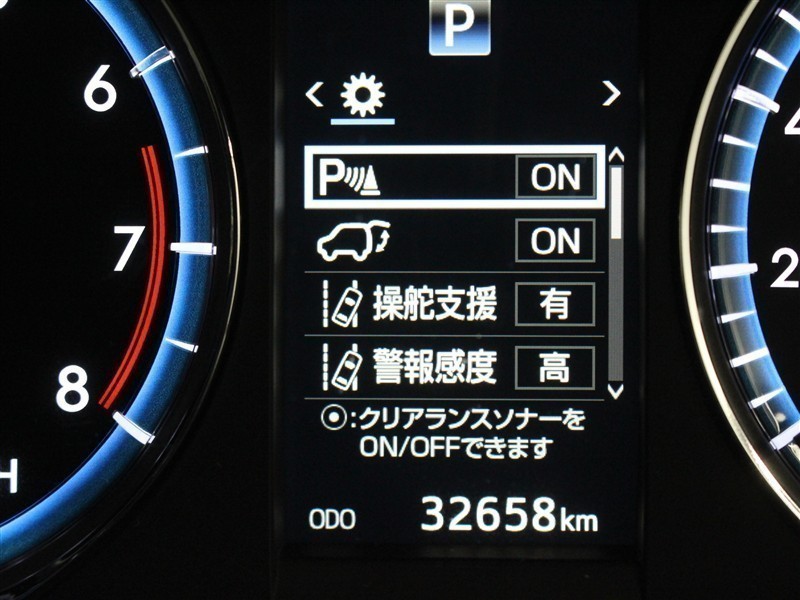 P
6
7
8
H
P ON
ON
操舵支援 有
警報感度 高
:クリアランスソナーを
ON/OFFできます
ODO 32658km
4
2